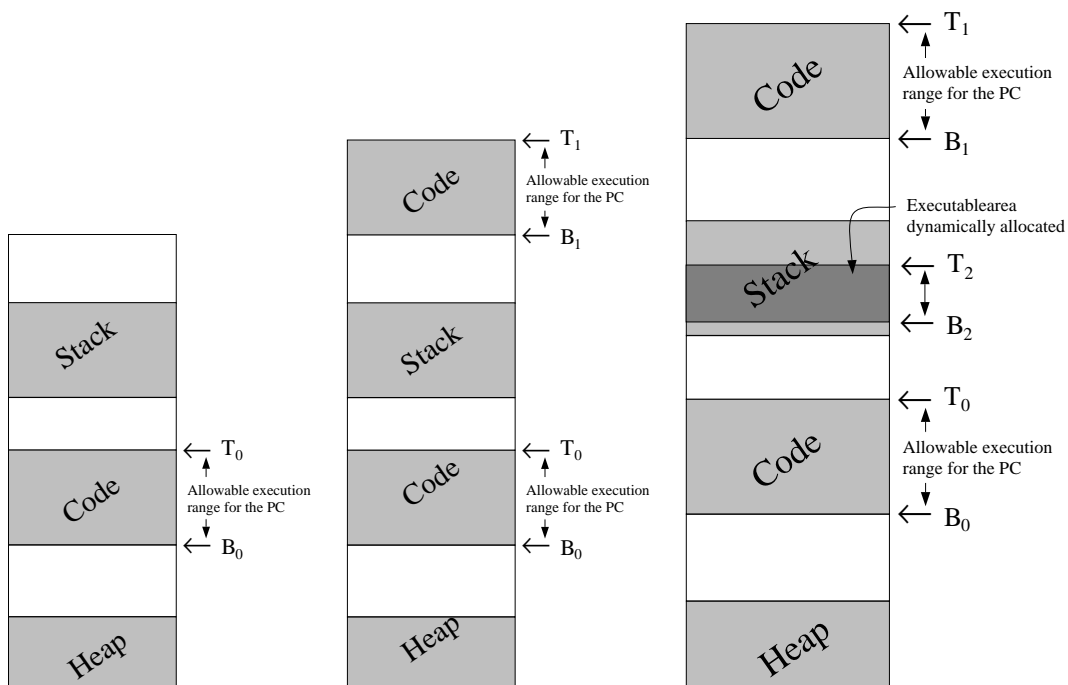 Stack
T0
Allowable execution
range for the PC
Code
B0
Heap
T1
Code
Allowable execution
range for the PC
B1
Stack
T0
Code
Allowable execution
range for the PC
B0
Heap
T1
Code
Allowable execution
range for the PC
B1
Executablearea
dynamically allocated
Stack
T2
B2
T0
Code
Allowable execution
range for the PC
B0
Heap